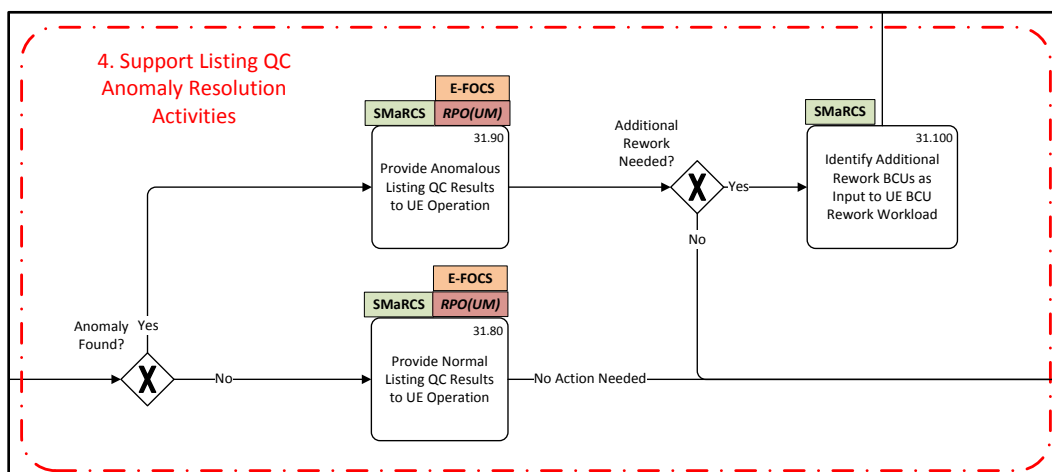 4. Support Listing QC
Anomaly Resolution
Activities
E-FOCS
SMaRCS
RPO(UM)
31.90
Provide Anomalous
Listing QC Results
to UE Operation
Additional
Rework
Needed?
X
Yes
No
SMaRCS
31.100
Identify Additional
Rework BCUs as
Input to UE BCU
Rework Workload
Anomaly
Found?
Yes
X
No
E-FOCS
SMaRCS
RPO(UM)
31.80
Provide Normal
Listing QC Results
to UE Operation
No Action Needed